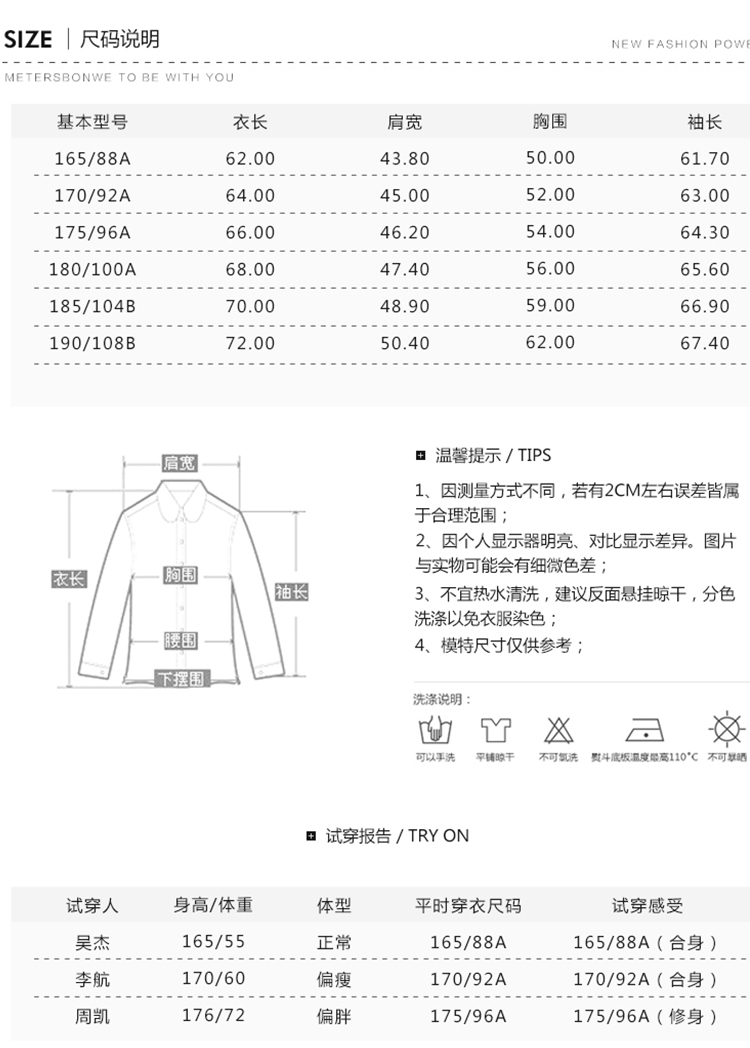 SIZE | 尺码说明
NEW FASHION POWE
METERSBONWE TO BE WITH YOU
基本型号 衣长 肩宽 胸围 袖长
165/88A 62.00 43.80 50.00 61.70
170/92A 64.00 45.00 52.00 63.00
175/96A 66.00 46.20 54.00 64.30
180/100A 68.00 47.40 56.00 65.60
185/104B 70.00 48.90 59.00 66.90
190/108B 72.00 50.40 62.00 67.40
肩宽
胸围
衣长
袖长
腰围
下摆围
温馨提示 / TIPS
1、因测量方式不同，若有2CM左右误差皆属
于合理范围；
2、因个人显示器明亮、对比显示差异。图片
与实物可能会有细微色差；
3、不宜热水清洗，建议反面悬挂晾干，分色
洗涤以免衣服染色；
4、模特尺寸仅供参考；
洗涤说明：
可以手洗 平铺晾干 不可氯洗 熨斗底板温度最高110°C 不可暴晒
试穿报告 / TRY ON
试穿人 身高/体重 体型 平时穿衣尺码 试穿感受
吴杰 165/55 正常 165/88A 165/88A（合身）
李航 170/60 偏瘦 170/92A 170/92A（合身）
周凯 176/72 偏胖 175/96A 175/96A（修身）